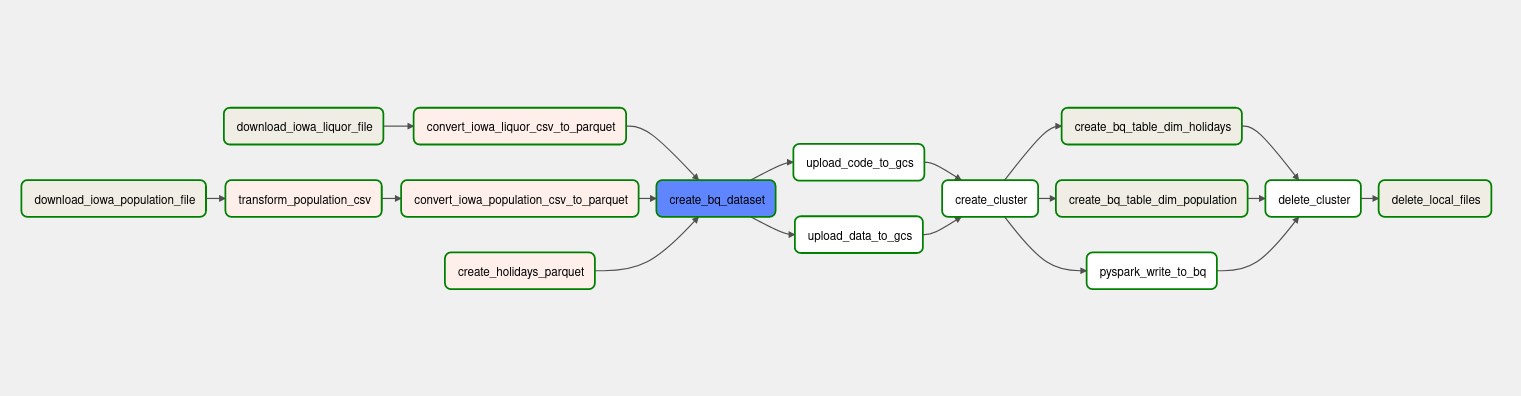 download_iowa_liquor_file
convert_iowa_liquor_csv_to_parquet
create_bq_table_dim_holidays
upload_code_to_gcs
download_iowa_population_file
transform_population_csv
convert_iowa_population_csv_to_parquet
create_bq_dataset
create_cluster
create_bq_table_dim_population
delete_cluster
delete_local_files
upload_data_to_gcs
create_holidays_parquet
pyspark_write_to_bq